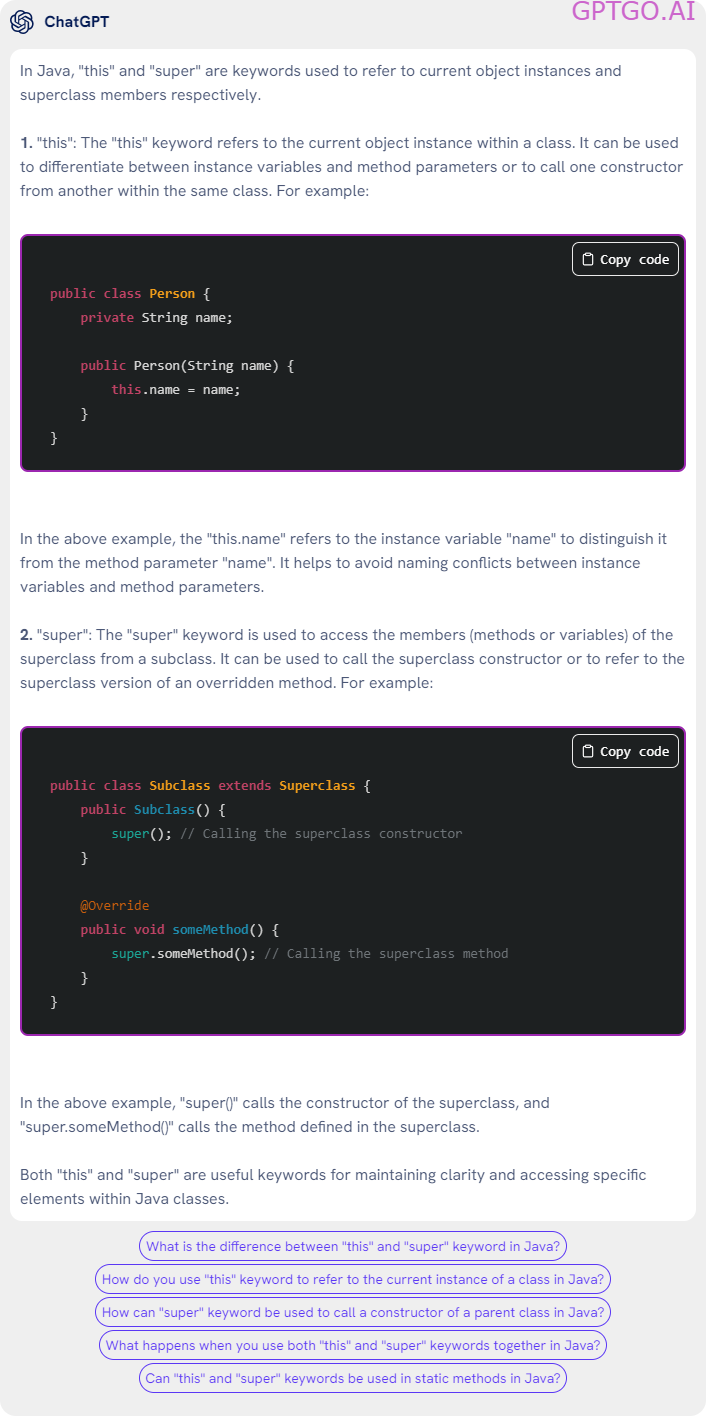 GPTGO.AI
ChatGPT
In Java, "this" and "super" are keywords used to refer to current object instances and
superclass members respectively.
1. "this": The "this" keyword refers to the current object instance within a class. It can be used
to differentiate between instance variables and method parameters or to call one constructor
from another within the same class. For example:
Copy code
public class Person {
    private String name;
    public Person(String name) {
        this.name = name;
    }
}
In the above example, the "this.name" refers to the instance variable "name" to distinguish it
from the method parameter "name". It helps to avoid naming conflicts between instance
variables and method parameters.
2. "super": The "super" keyword is used to access the members (methods or variables) of the
superclass from a subclass. It can be used to call the superclass constructor or to refer to the
superclass version of an overridden method. For example:
Copy code
public class Subclass extends Superclass {
    public Subclass() {
        super(); // Calling the superclass constructor
    }
    @Override
    public void someMethod() {
        super.someMethod(); // Calling the superclass method
    }
}
In the above example, "super()" calls the constructor of the superclass, and
"super.someMethod()" calls the method defined in the superclass.
Both "this" and "super" are useful keywords for maintaining clarity and accessing specific
elements within Java classes.
What is the difference between "this" and "super" keyword in Java?
How do you use "this" keyword to refer to the current instance of a class in Java?
How can "super" keyword be used to call a constructor of a parent class in Java?
What happens when you use both "this" and "super" keywords together in Java?
Can "this" and "super" keywords be used in static methods in Java?